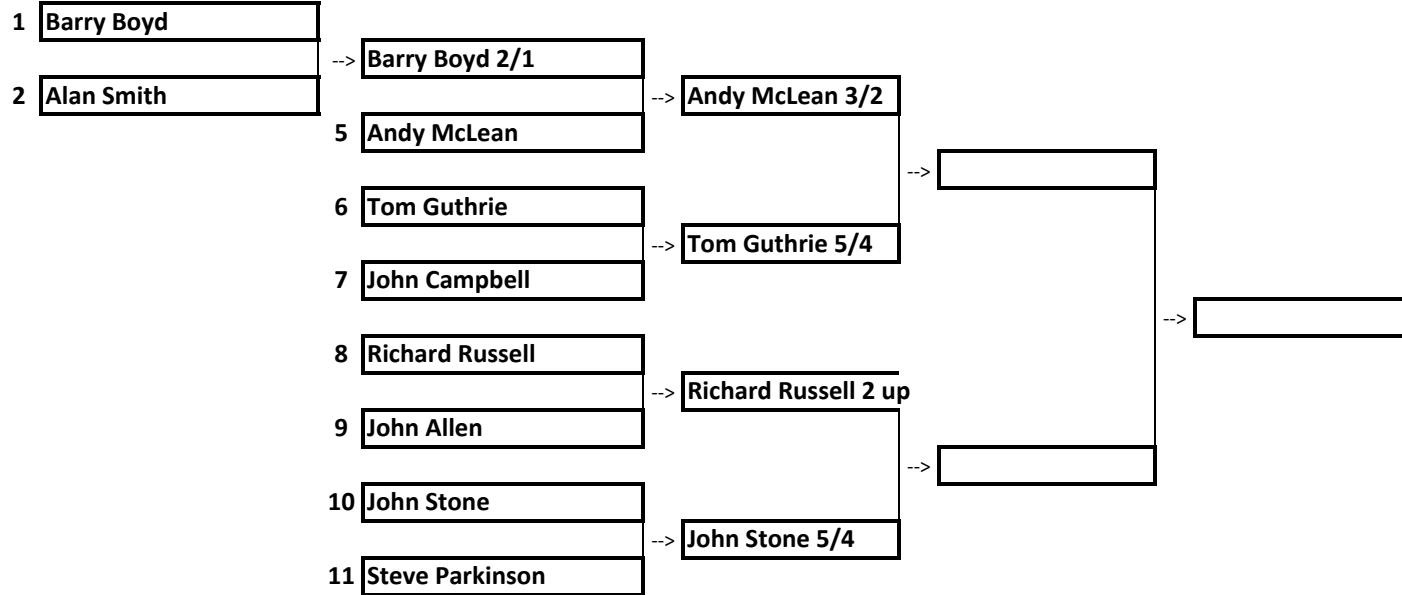 1 Barry Boyd
--> Barry Boyd 2/1
2 Alan Smith
--> Andy McLean 3/2
5 Andy McLean
-->
6 Tom Guthrie
--> Tom Guthrie 5/4
7 John Campbell
-->
8 Richard Russell
--> Richard Russell 2 up
9 John Allen
-->
10 John Stone
--> John Stone 5/4
11 Steve Parkinson